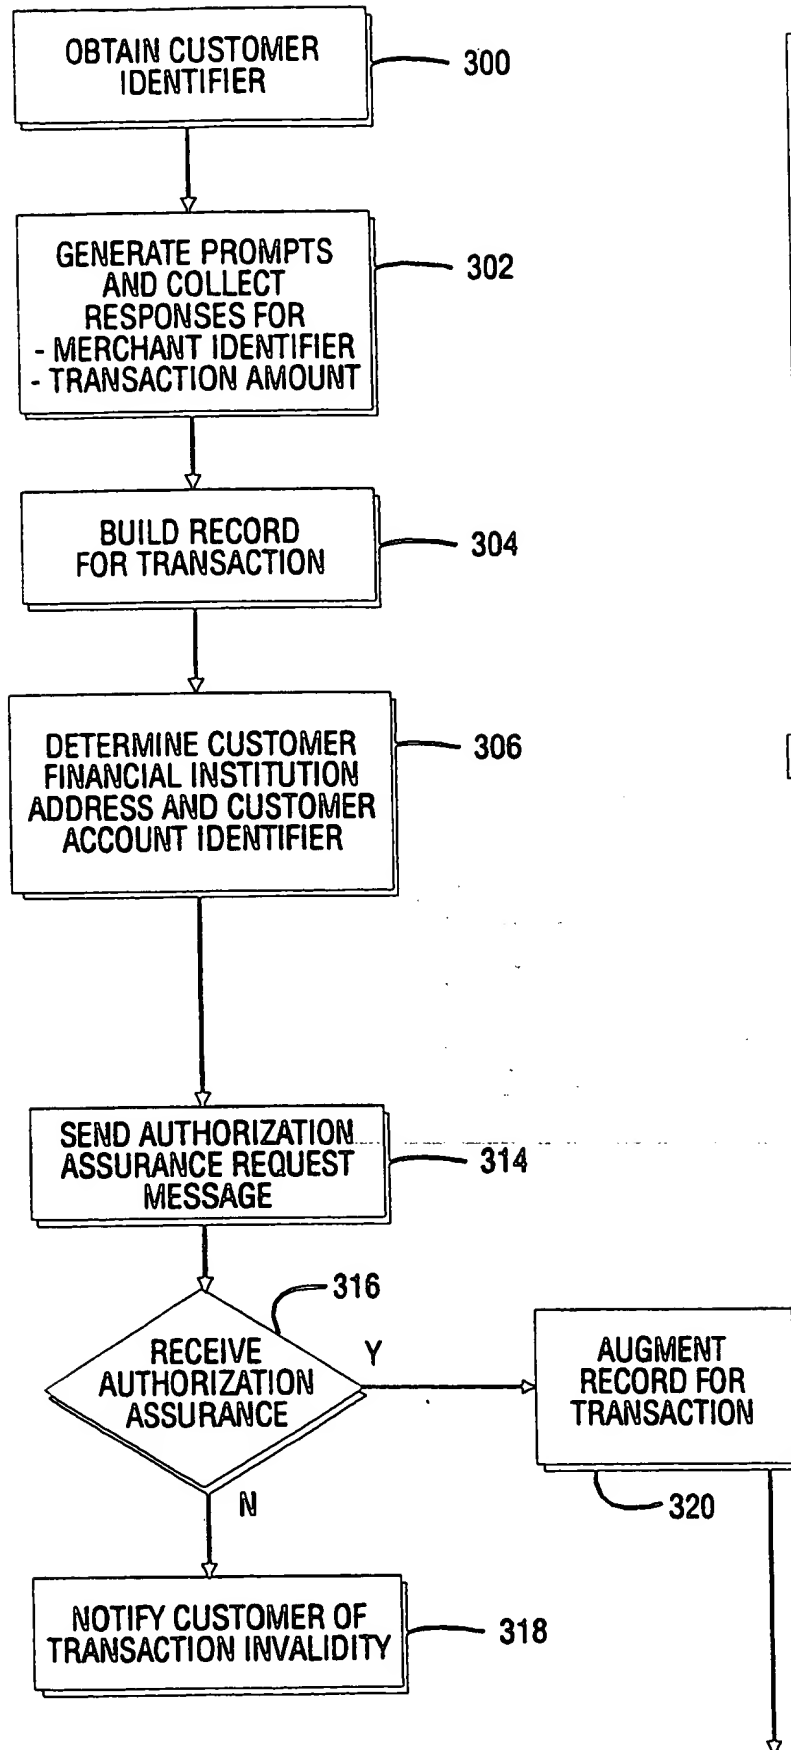 OBTAIN CUSTOMER
IDENTIFIER
300
GENERATE PROMPTS
AND COLLECT
RESPONSES FOR
- MERCHANT IDENTIFIER
- TRANSACTION AMOUNT
302
BUILD RECORD
FOR TRANSACTION
304
DETERMINE CUSTOMER
FINANCIAL INSTITUTION
ADDRESS AND CUSTOMER
ACCOUNT IDENTIFIER
306
SEND AUTHORIZATION
ASSURANCE REQUEST
MESSAGE
314
316
RECEIVE
AUTHORIZATION
ASSURANCE
Y
AUGMENT
RECORD FOR
TRANSACTION
320
N
NOTIFY CUSTOMER OF
TRANSACTION INVALIDITY
318